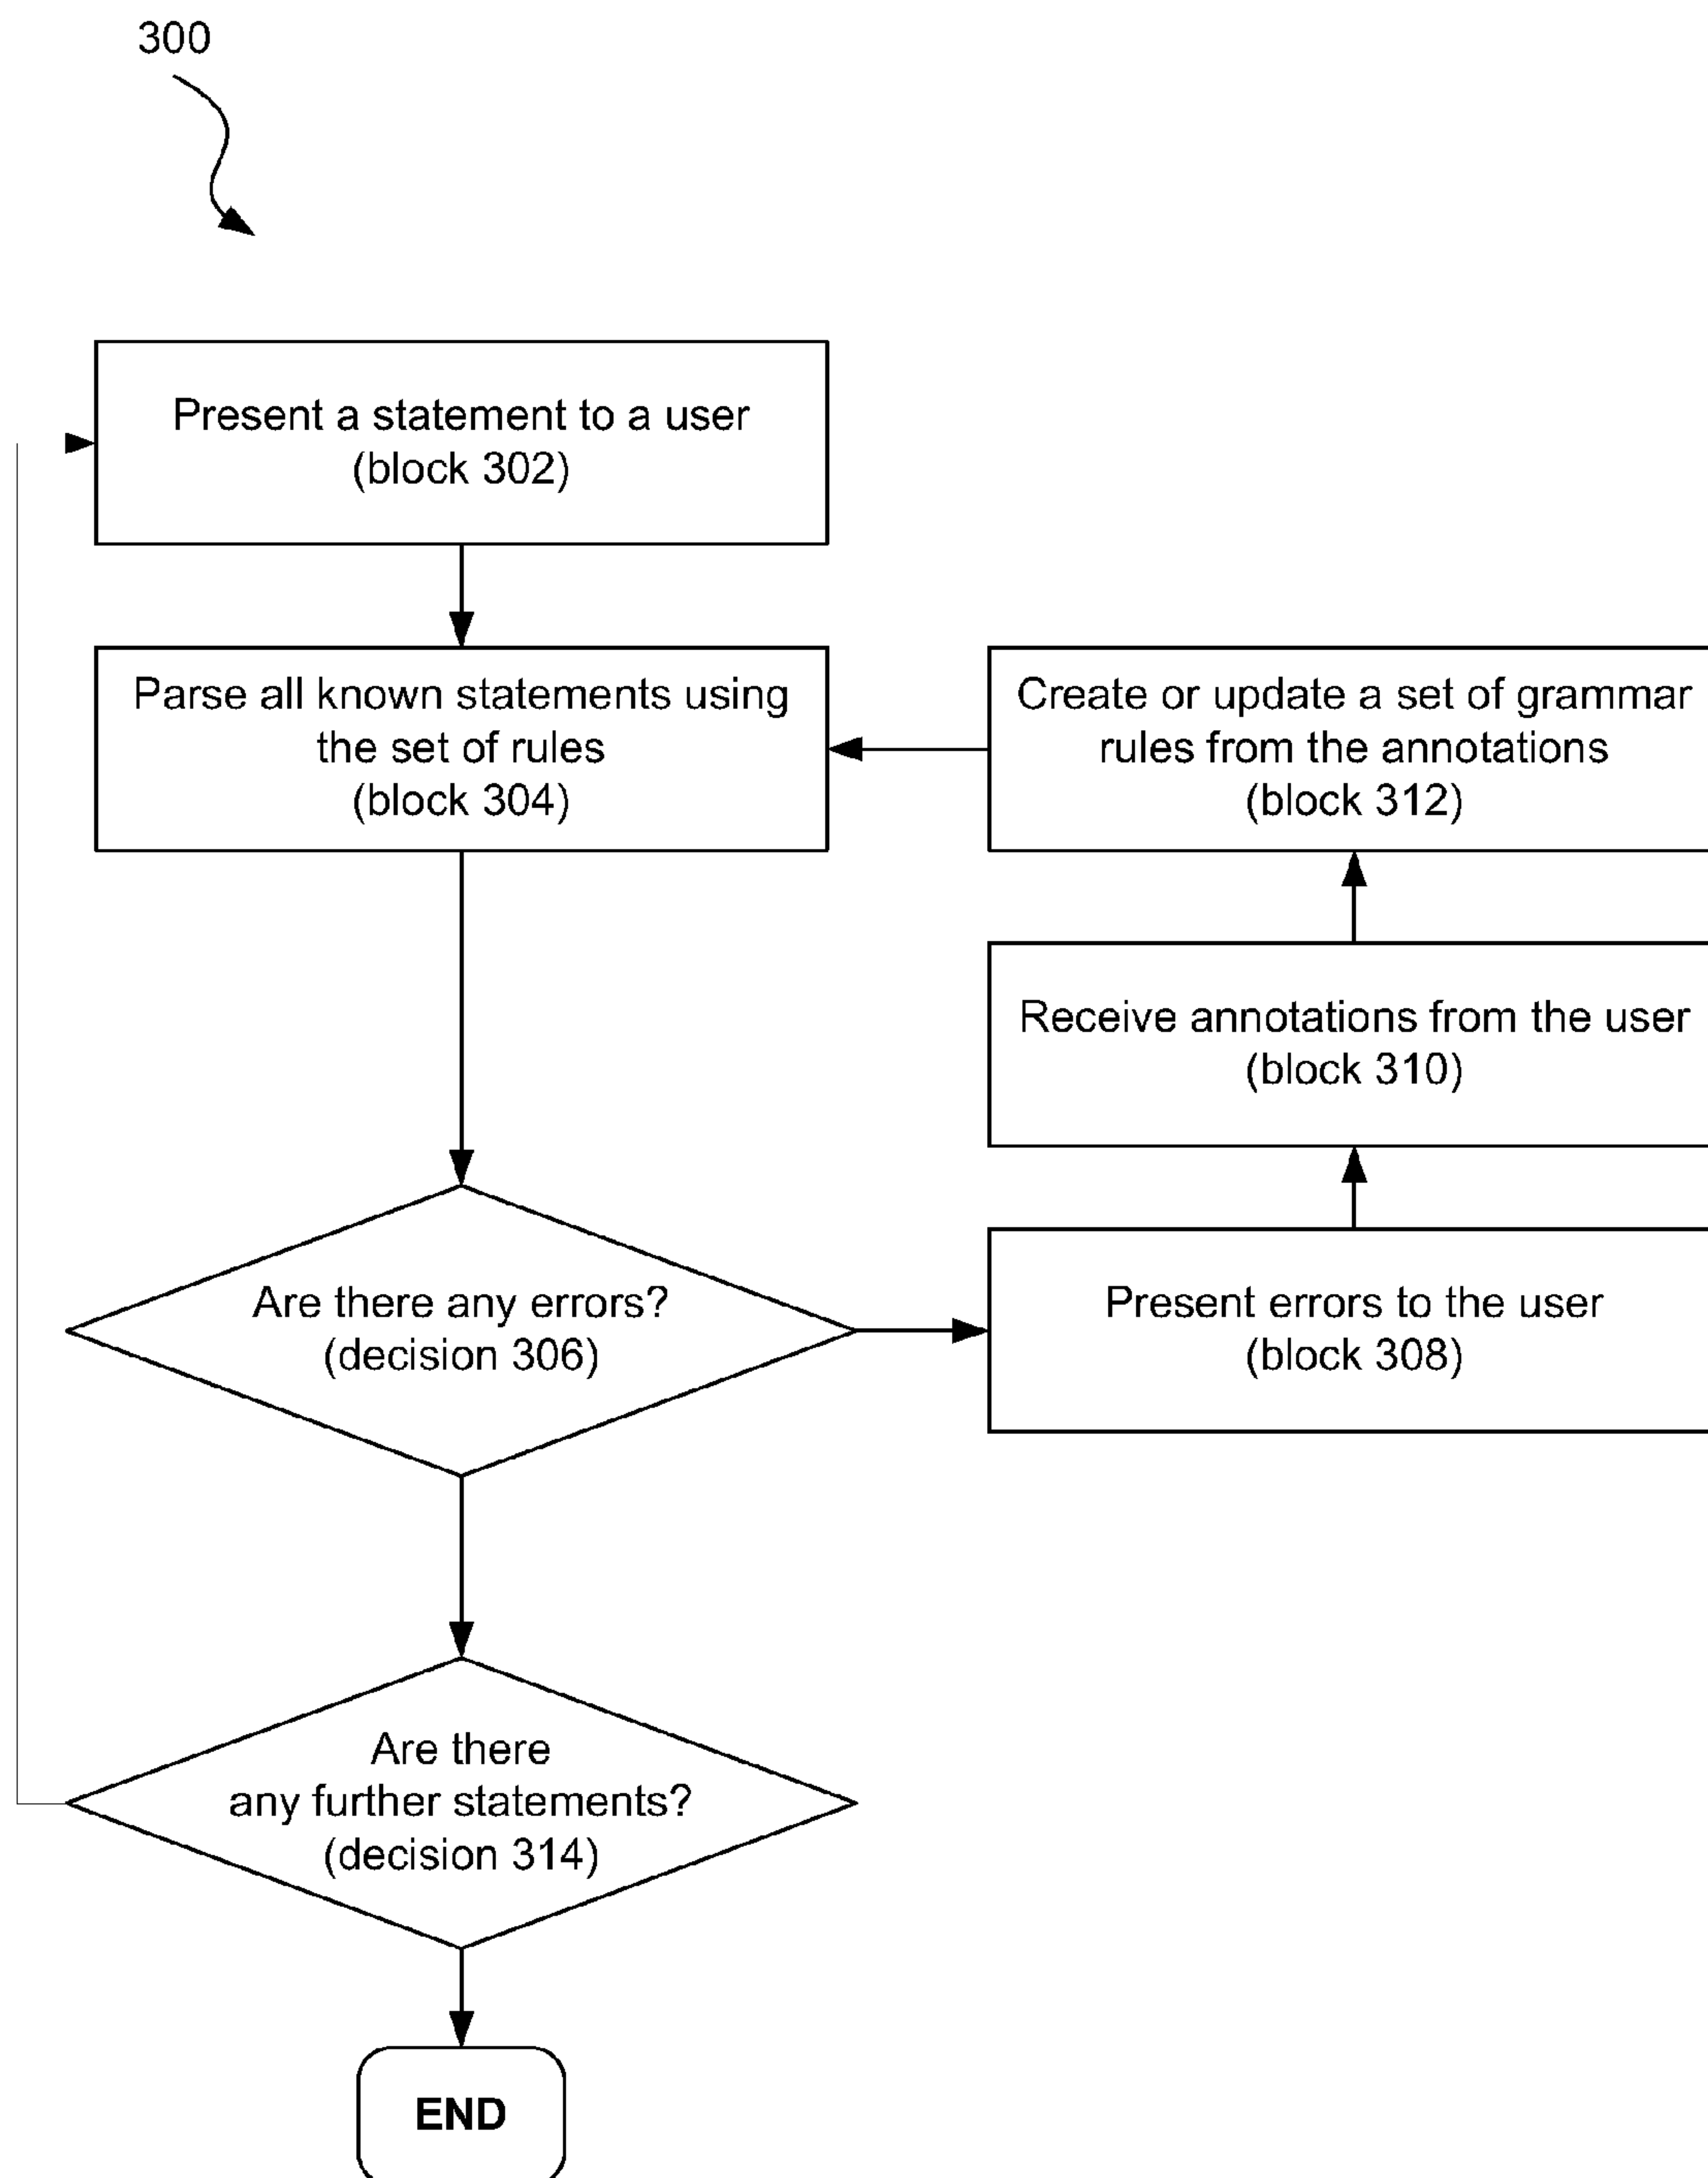 300
Present a statement to a user
(block 302)
Parse all known statements using
the set of rules
(block 304)
Create or update a set of grammar
rules from the annotations
(block 312)
Receive annotations from the user
(block 310)
Are there any errors?
(decision 306)
Present errors to the user
(block 308)
Are there
any further statements?
(decision 314)
END